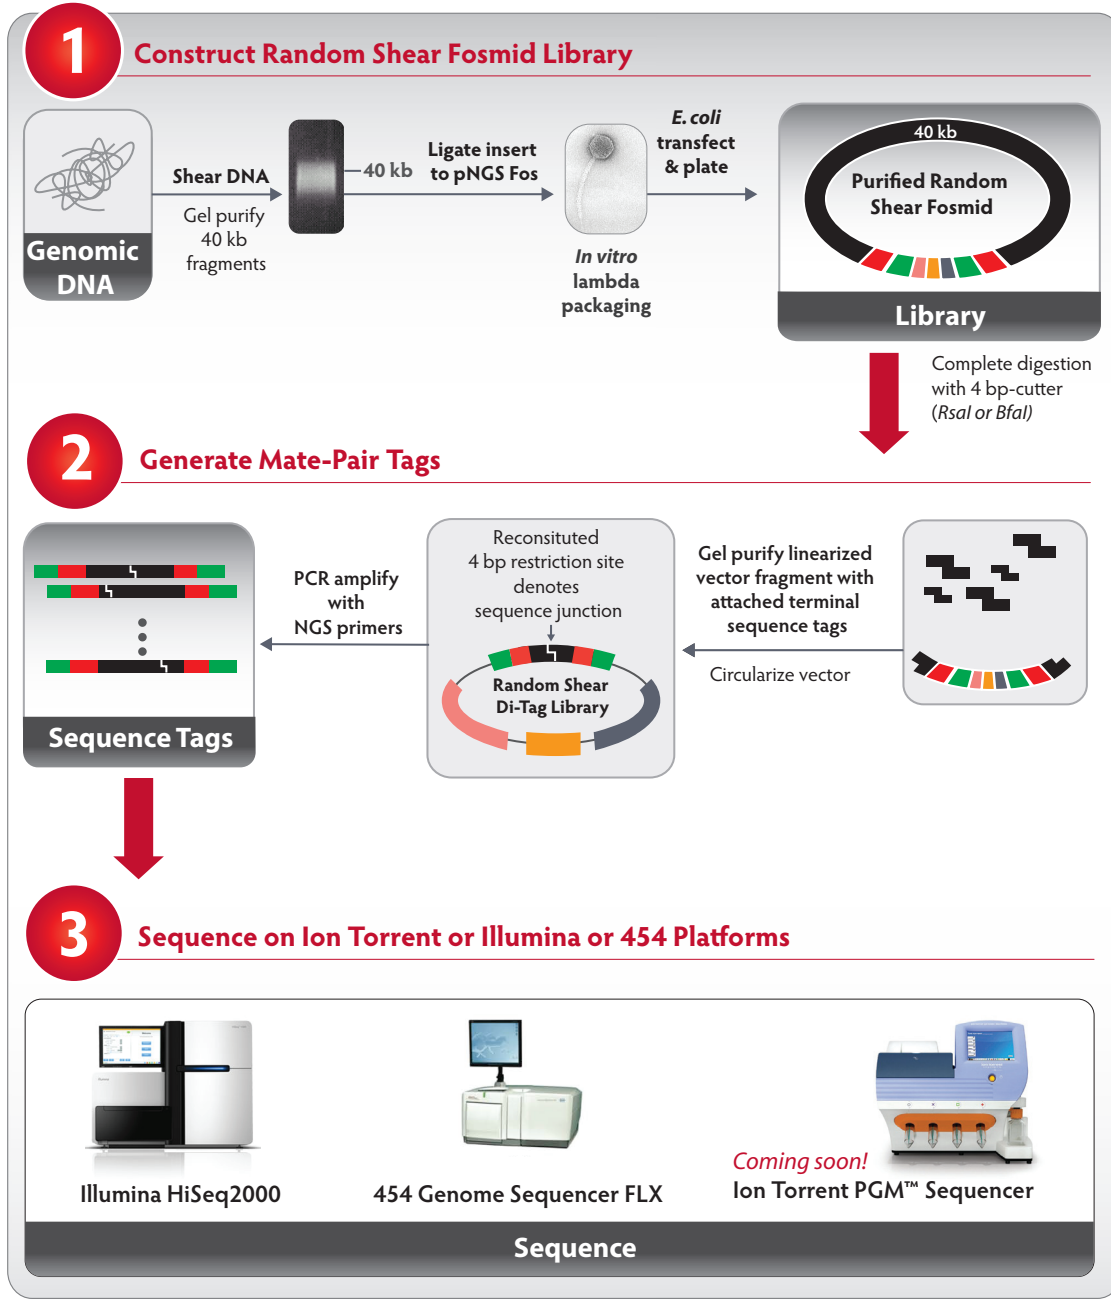 1
Construct Random Shear Fosmid Library
Genomic
DNA
Shear DNA
Gel purify
40 kb
fragments
40 kb
Ligate insert
to pNGS Fos
In vitro
lambda
packaging
E. coli
transfect
& plate
40 kb
Purified Random
Shear Fosmid
Library
Complete digestion
with 4 bp-cutter
(RsaI or BfaI)
2
Generate Mate-Pair Tags
Sequence Tags
PCR amplify
with
NGS primers
Reconsituted
4 bp restriction site
denotes
sequence junction
Random Shear
Di-Tag Library
Gel purify linearized
vector fragment with
attached terminal
sequence tags
Circularize vector
3
Sequence on Ion Torrent or Illumina or 454 Platforms
Illumina HiSeq2000
454 Genome Sequencer FLX
Coming soon!
Ion Torrent PGM™ Sequencer
Sequence